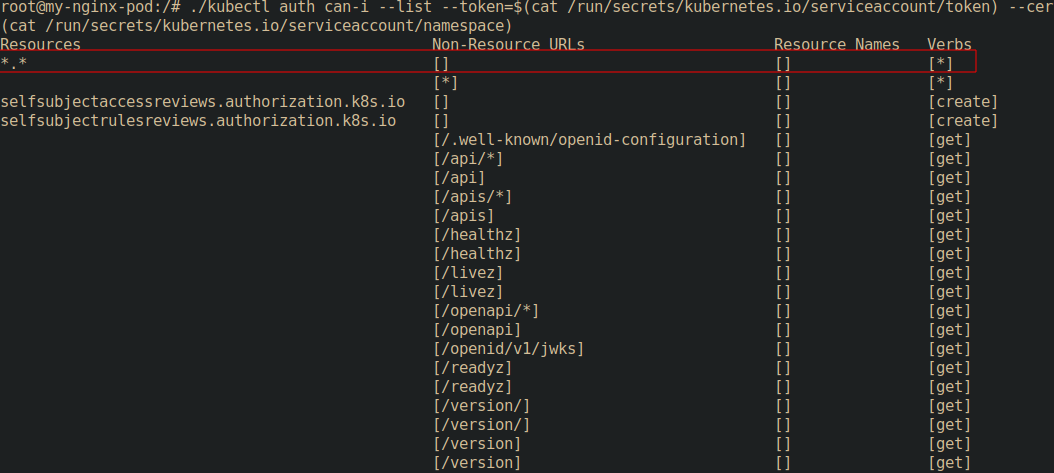 root@my-nginx-pod:/# ./kubectl auth can-i --list --token=$(cat /run/secrets/kubernetes.io/serviceaccount/token) --cer
(cat /run/secrets/kubernetes.io/serviceaccount/namespace)
Resources Non-Resource URLs Resource Names Verbs
*.* [] [] [*]
[*] [] [*]
selfsubjectaccessreviews.authorization.k8s.io [] [] [create]
selfsubjectrulesreviews.authorization.k8s.io [] [] [create]
[/.well-known/openid-configuration] [] [get]
[/api/*] [] [get]
[/api] [] [get]
[/apis/*] [] [get]
[/apis] [] [get]
[/healthz] [] [get]
[/healthz] [] [get]
[/livez] [] [get]
[/livez] [] [get]
[/openapi/*] [] [get]
[/openapi] [] [get]
[/openid/v1/jwks] [] [get]
[/readyz] [] [get]
[/readyz] [] [get]
[/version/] [] [get]
[/version/] [] [get]
[/version] [] [get]
[/version] [] [get]